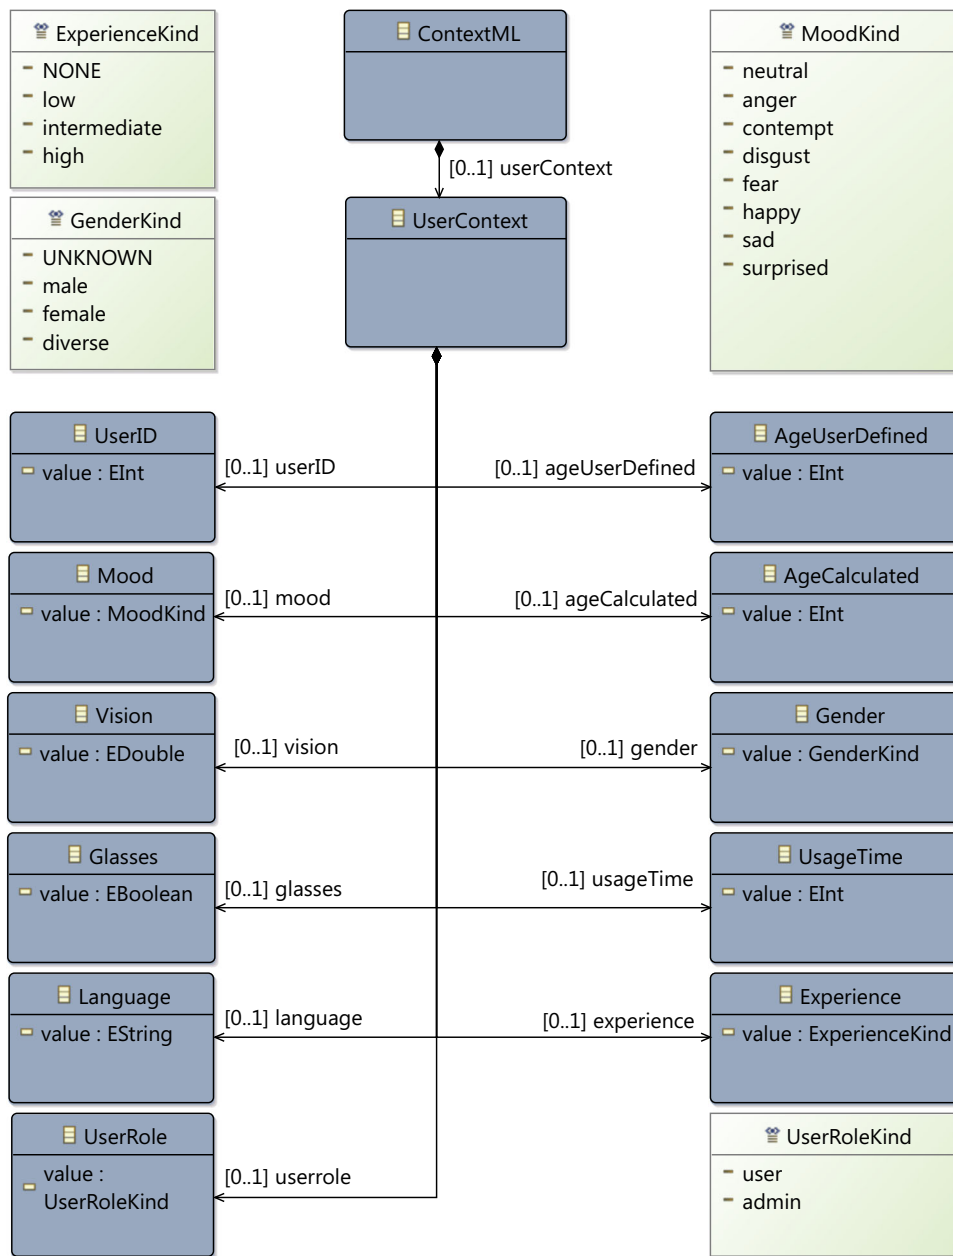 ExperienceKind
NONE
low
intermediate
high
ContextML
MoodKind
neutral
anger
contempt
disgust
fear
happy
sad
surprised
[0..1] userContext
GenderKind
UNKNOWN
male
female
diverse
UserContext
UserID
value : EInt
[0..1] userID
[0..1] ageUserDefined
AgeUserDefined
value : EInt
Mood
value : MoodKind
[0..1] mood
[0..1] ageCalculated
AgeCalculated
value : EInt
Vision
value : EDouble
[0..1] vision
[0..1] gender
Gender
value : GenderKind
Glasses
value : EBoolean
[0..1] glasses
[0..1] usageTime
UsageTime
value : EInt
Language
value : EString
[0..1] language
[0..1] experience
Experience
value : ExperienceKind
UserRole
value :
UserRoleKind
[0..1] userrole
UserRoleKind
user
admin